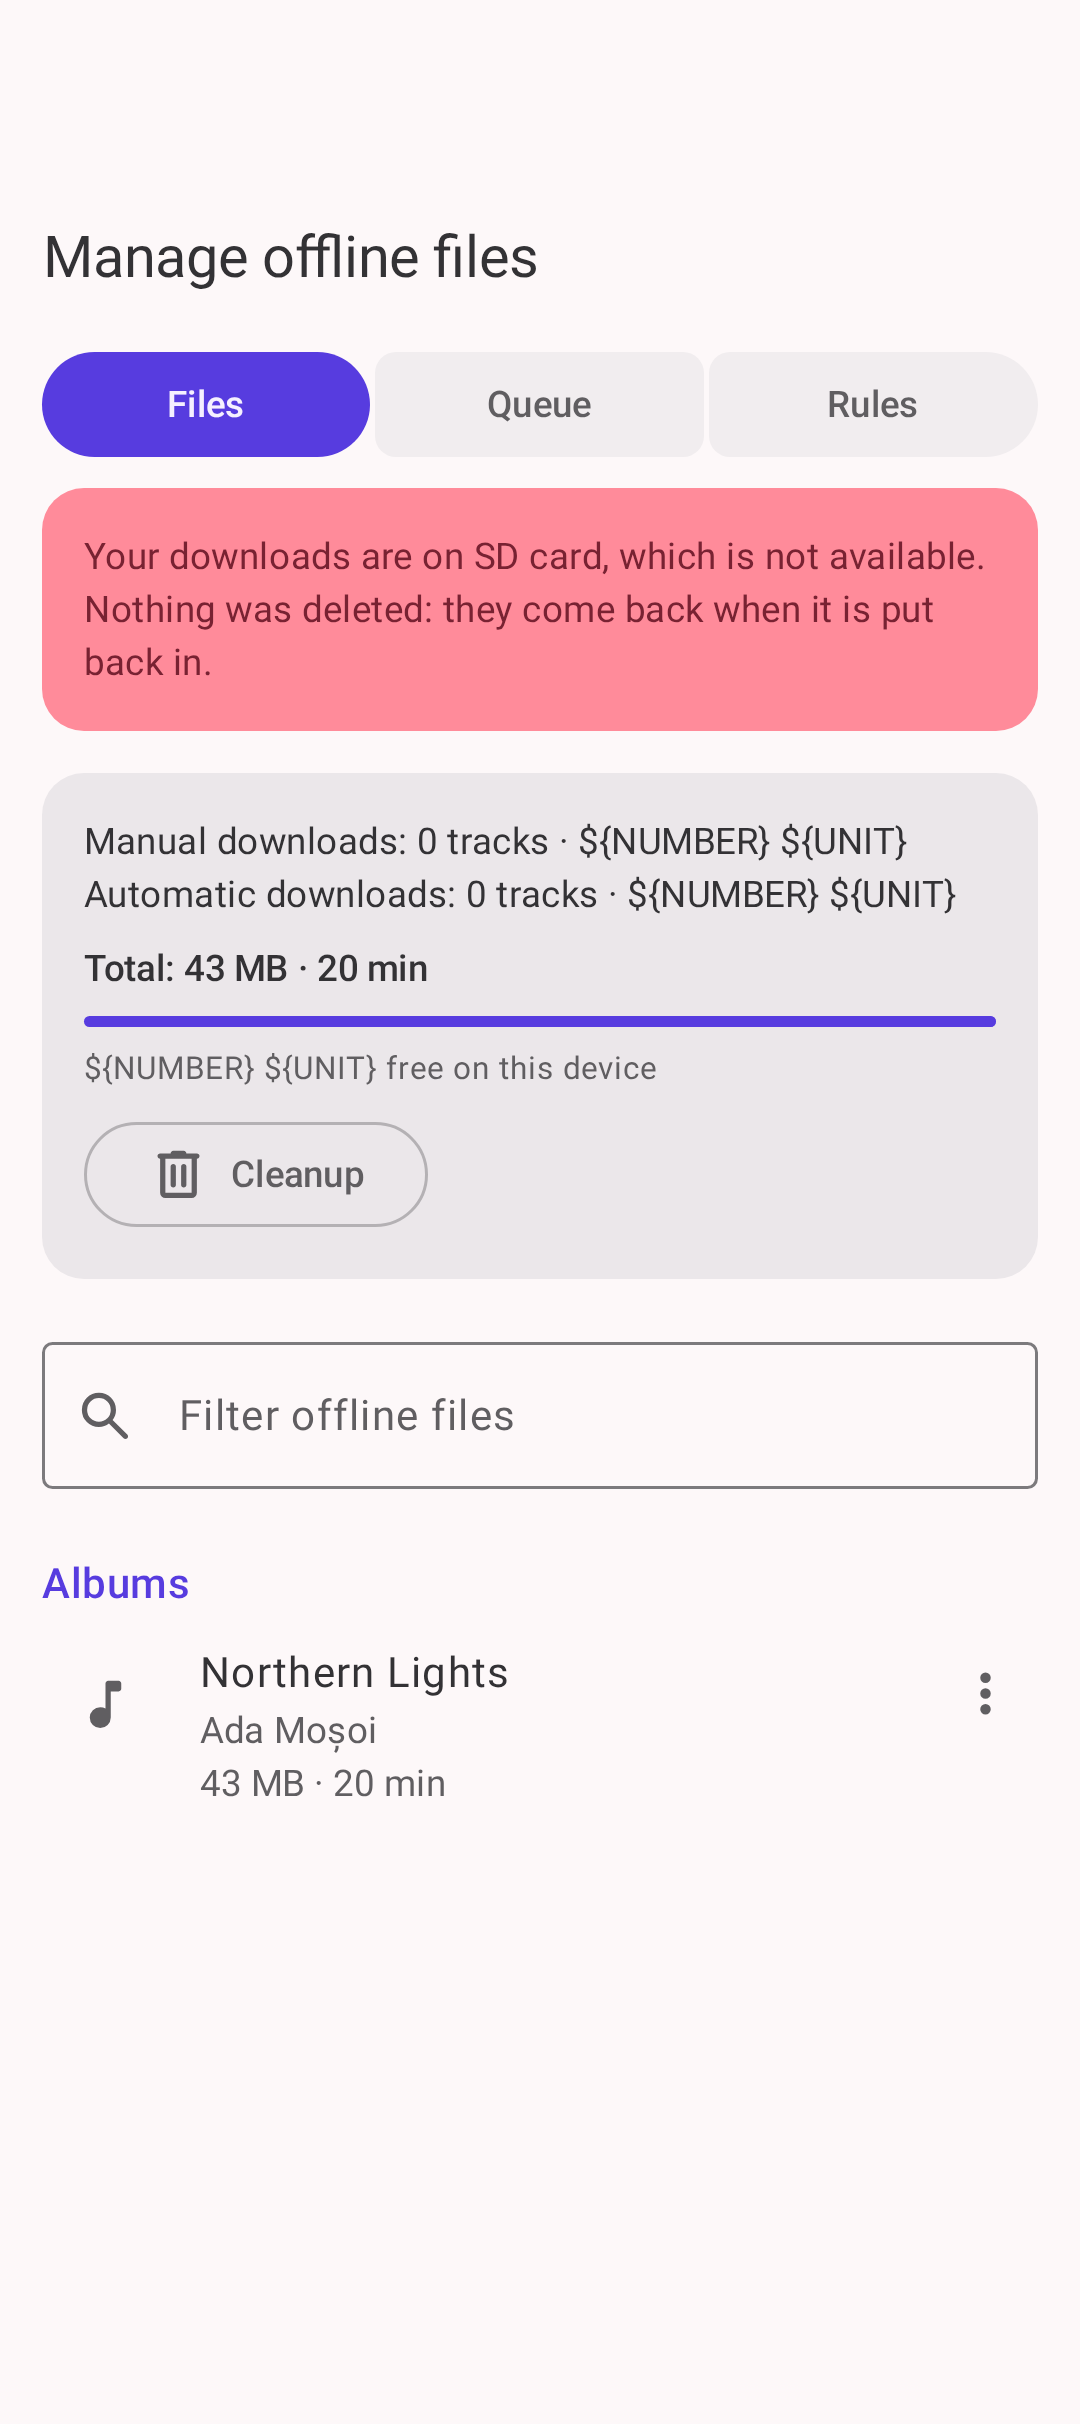 Manage offline files
Files
Queue
Rules
Your downloads are on SD card, which is not available.
Nothing was deleted: they come back when it is put
back in.
Manual downloads: 0 tracks · ${NUMBER} ${UNIT}
Automatic downloads: 0 tracks · ${NUMBER} ${UNIT}
Total: 43 MB · 20 min
${NUMBER} ${UNIT} free on this device
Cleanup
Filter offline files
Albums
Northern Lights
Ada Moșoi
43 MB · 20 min